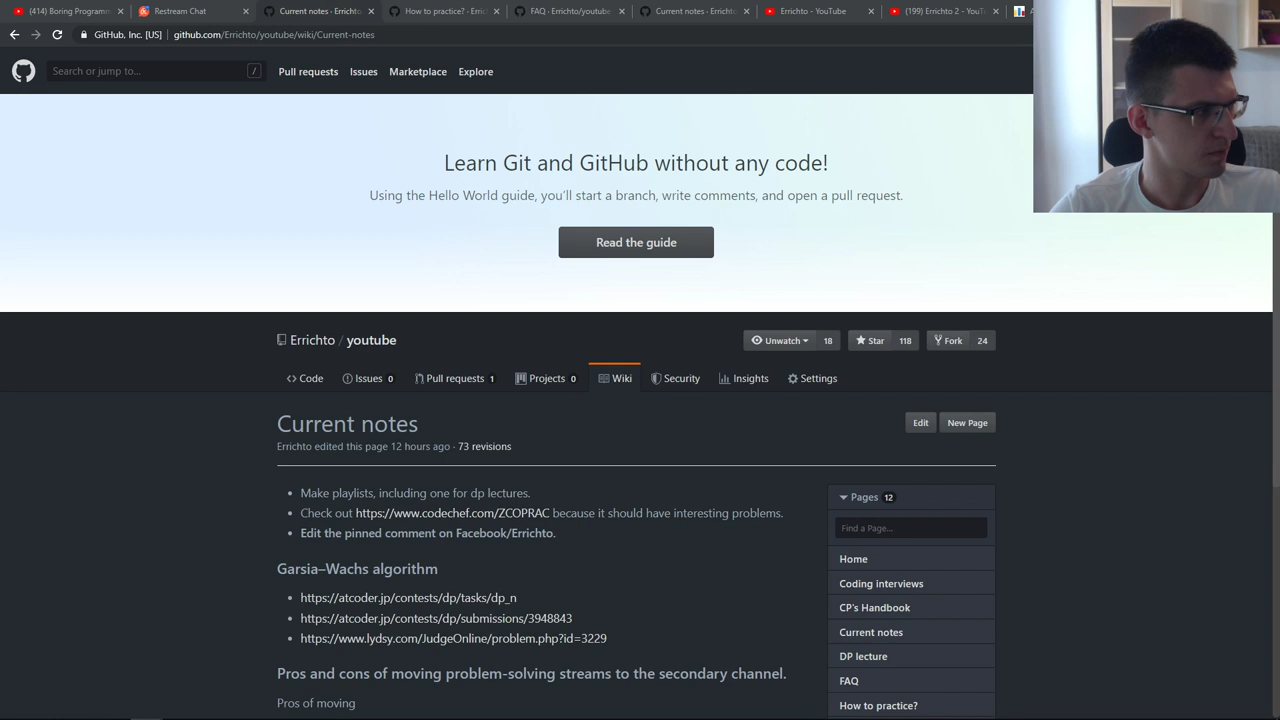 (414) Boring Programm
Restream Chat
Current notes · Errichto
How to practice? · Erric
FAQ · Errichto/youtube
Current notes · Errichto
Errichto - YouTube
(199) Errichto 2 - YouT
GitHub, Inc. [US] | github.com/Errichto/youtube/wiki/Current-notes
Search or jump to... /
Pull requests Issues Marketplace Explore
Learn Git and GitHub without any code!
Using the Hello World guide, you'll start a branch, write comments, and open a pull request.
Read the guide
Errichto / youtube
Unwatch 18 Star 118 Fork 24
Code Issues 0 Pull requests 1 Projects 0 Wiki Security Insights Settings
Current notes
Edit New Page
Errichto edited this page 12 hours ago · 73 revisions
Make playlists, including one for dp lectures.
Check out https://www.codechef.com/ZCOPRAC because it should have interesting problems.
Edit the pinned comment on Facebook/Errichto.
Garsia–Wachs algorithm
https://atcoder.jp/contests/dp/tasks/dp_n
https://atcoder.jp/contests/dp/submissions/3948843
https://www.lydsy.com/JudgeOnline/problem.php?id=3229
Pros and cons of moving problem-solving streams to the secondary channel.
Pros of moving
Pages 12
Find a Page...
Home
Coding interviews
CP's Handbook
Current notes
DP lecture
FAQ
How to practice?